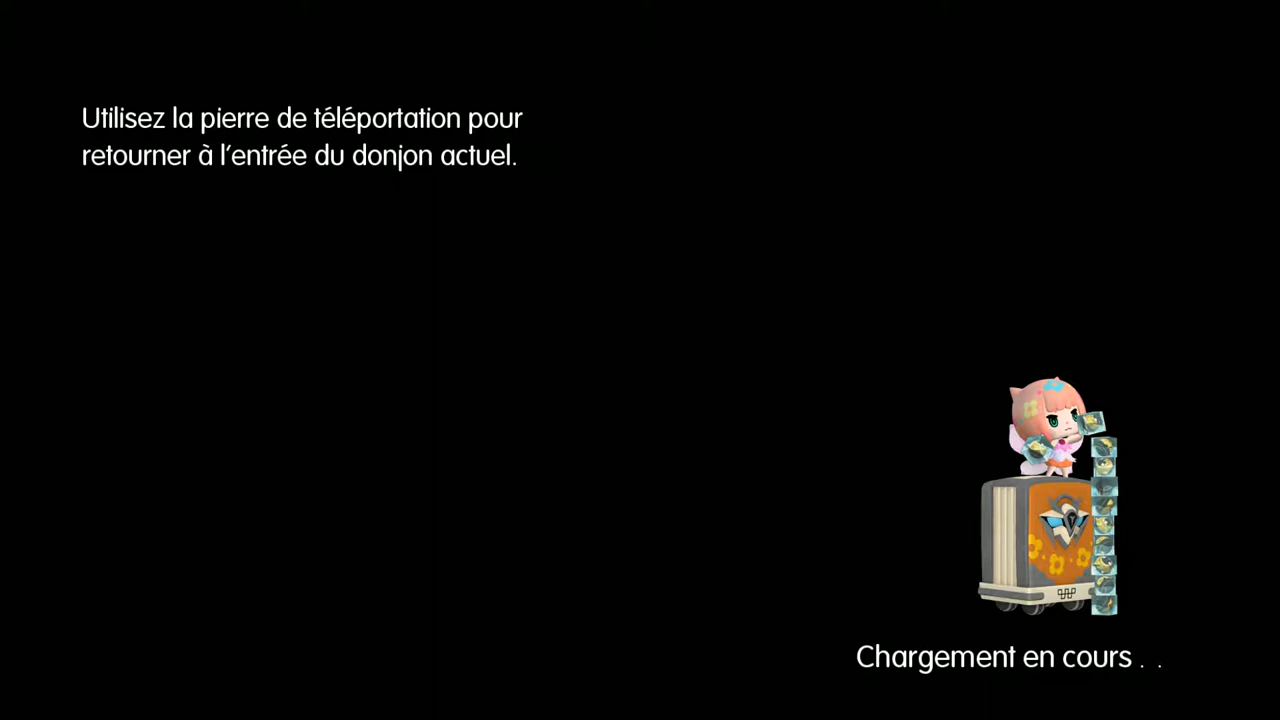 Utilisez la pierre de téléportation pour
retourner à l'entrée du donjon actuel.
Chargement en cours . .